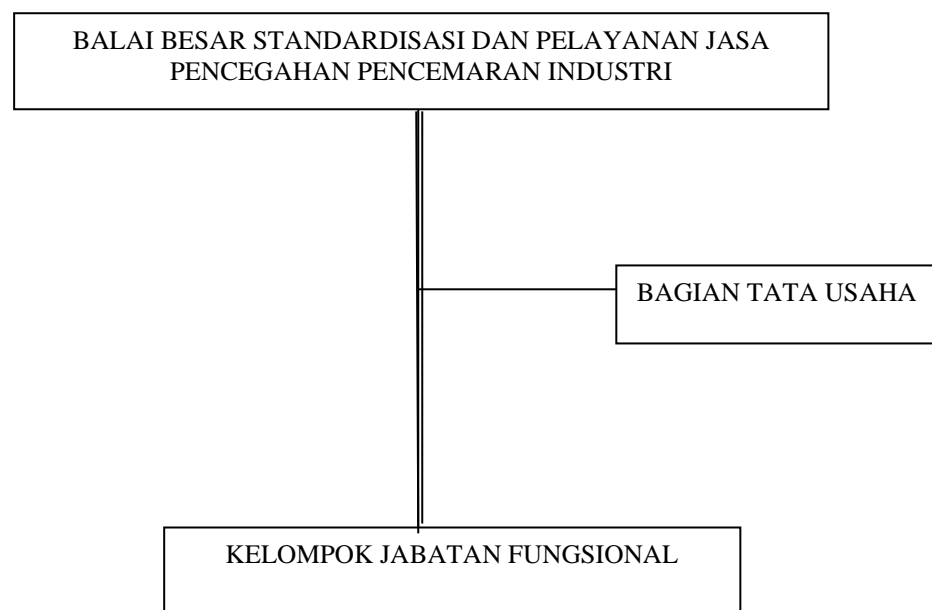 BALAI BESAR STANDARDISASI DAN PELAYANAN JASA
PENCEGAHAN PENCEMARAN INDUSTRI
BAGIAN TATA USAHA
KELOMPOK JABATAN FUNGSIONAL